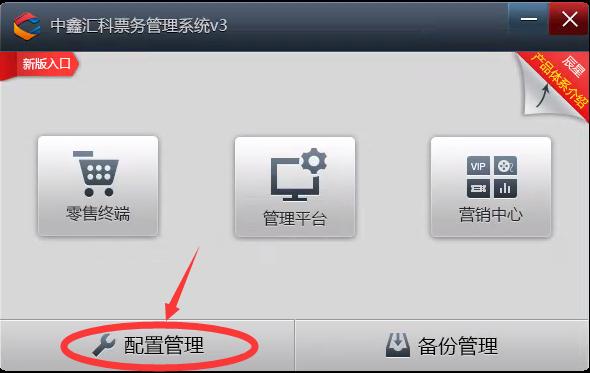 中鑫汇科票务管理系统v3
新版入口
辰星
产品体系介绍
零售终端
管理平台
VIP
营销中心
配置管理
备份管理